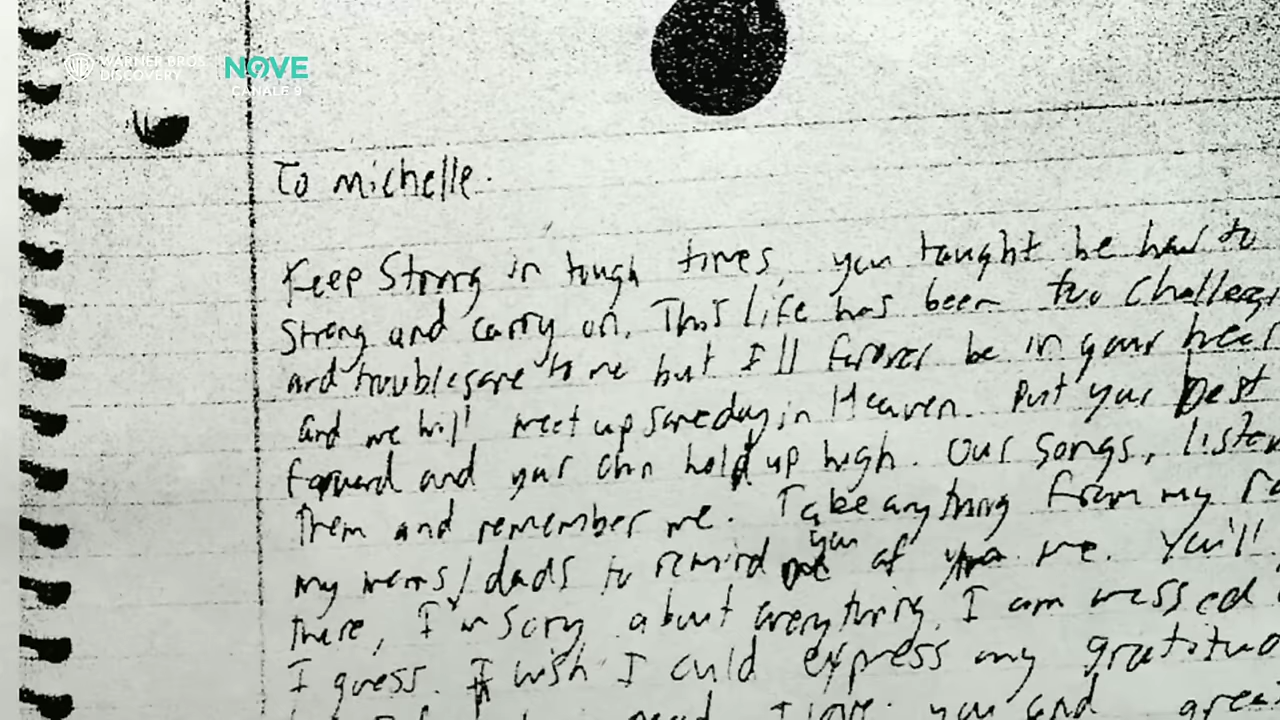 WARNER BROS.
DISCOVERY
NOVE
CANALE 9
To michelle.
Keep Strong in tough times, you taught be how to
Strong and carry on. This life has been too Challeng
and troublesome to me but I'll forever be in your hear
and we will meet up someday in Heaven. Put your best
forward and your chin hold up high. Our songs, listen
them and remember me. Take anything from my
my moms/dads to remind you of me. You'll
there, I'm sorry about everything. I am messed
I guess. I wish I culd express my gratitud
I love you and grea